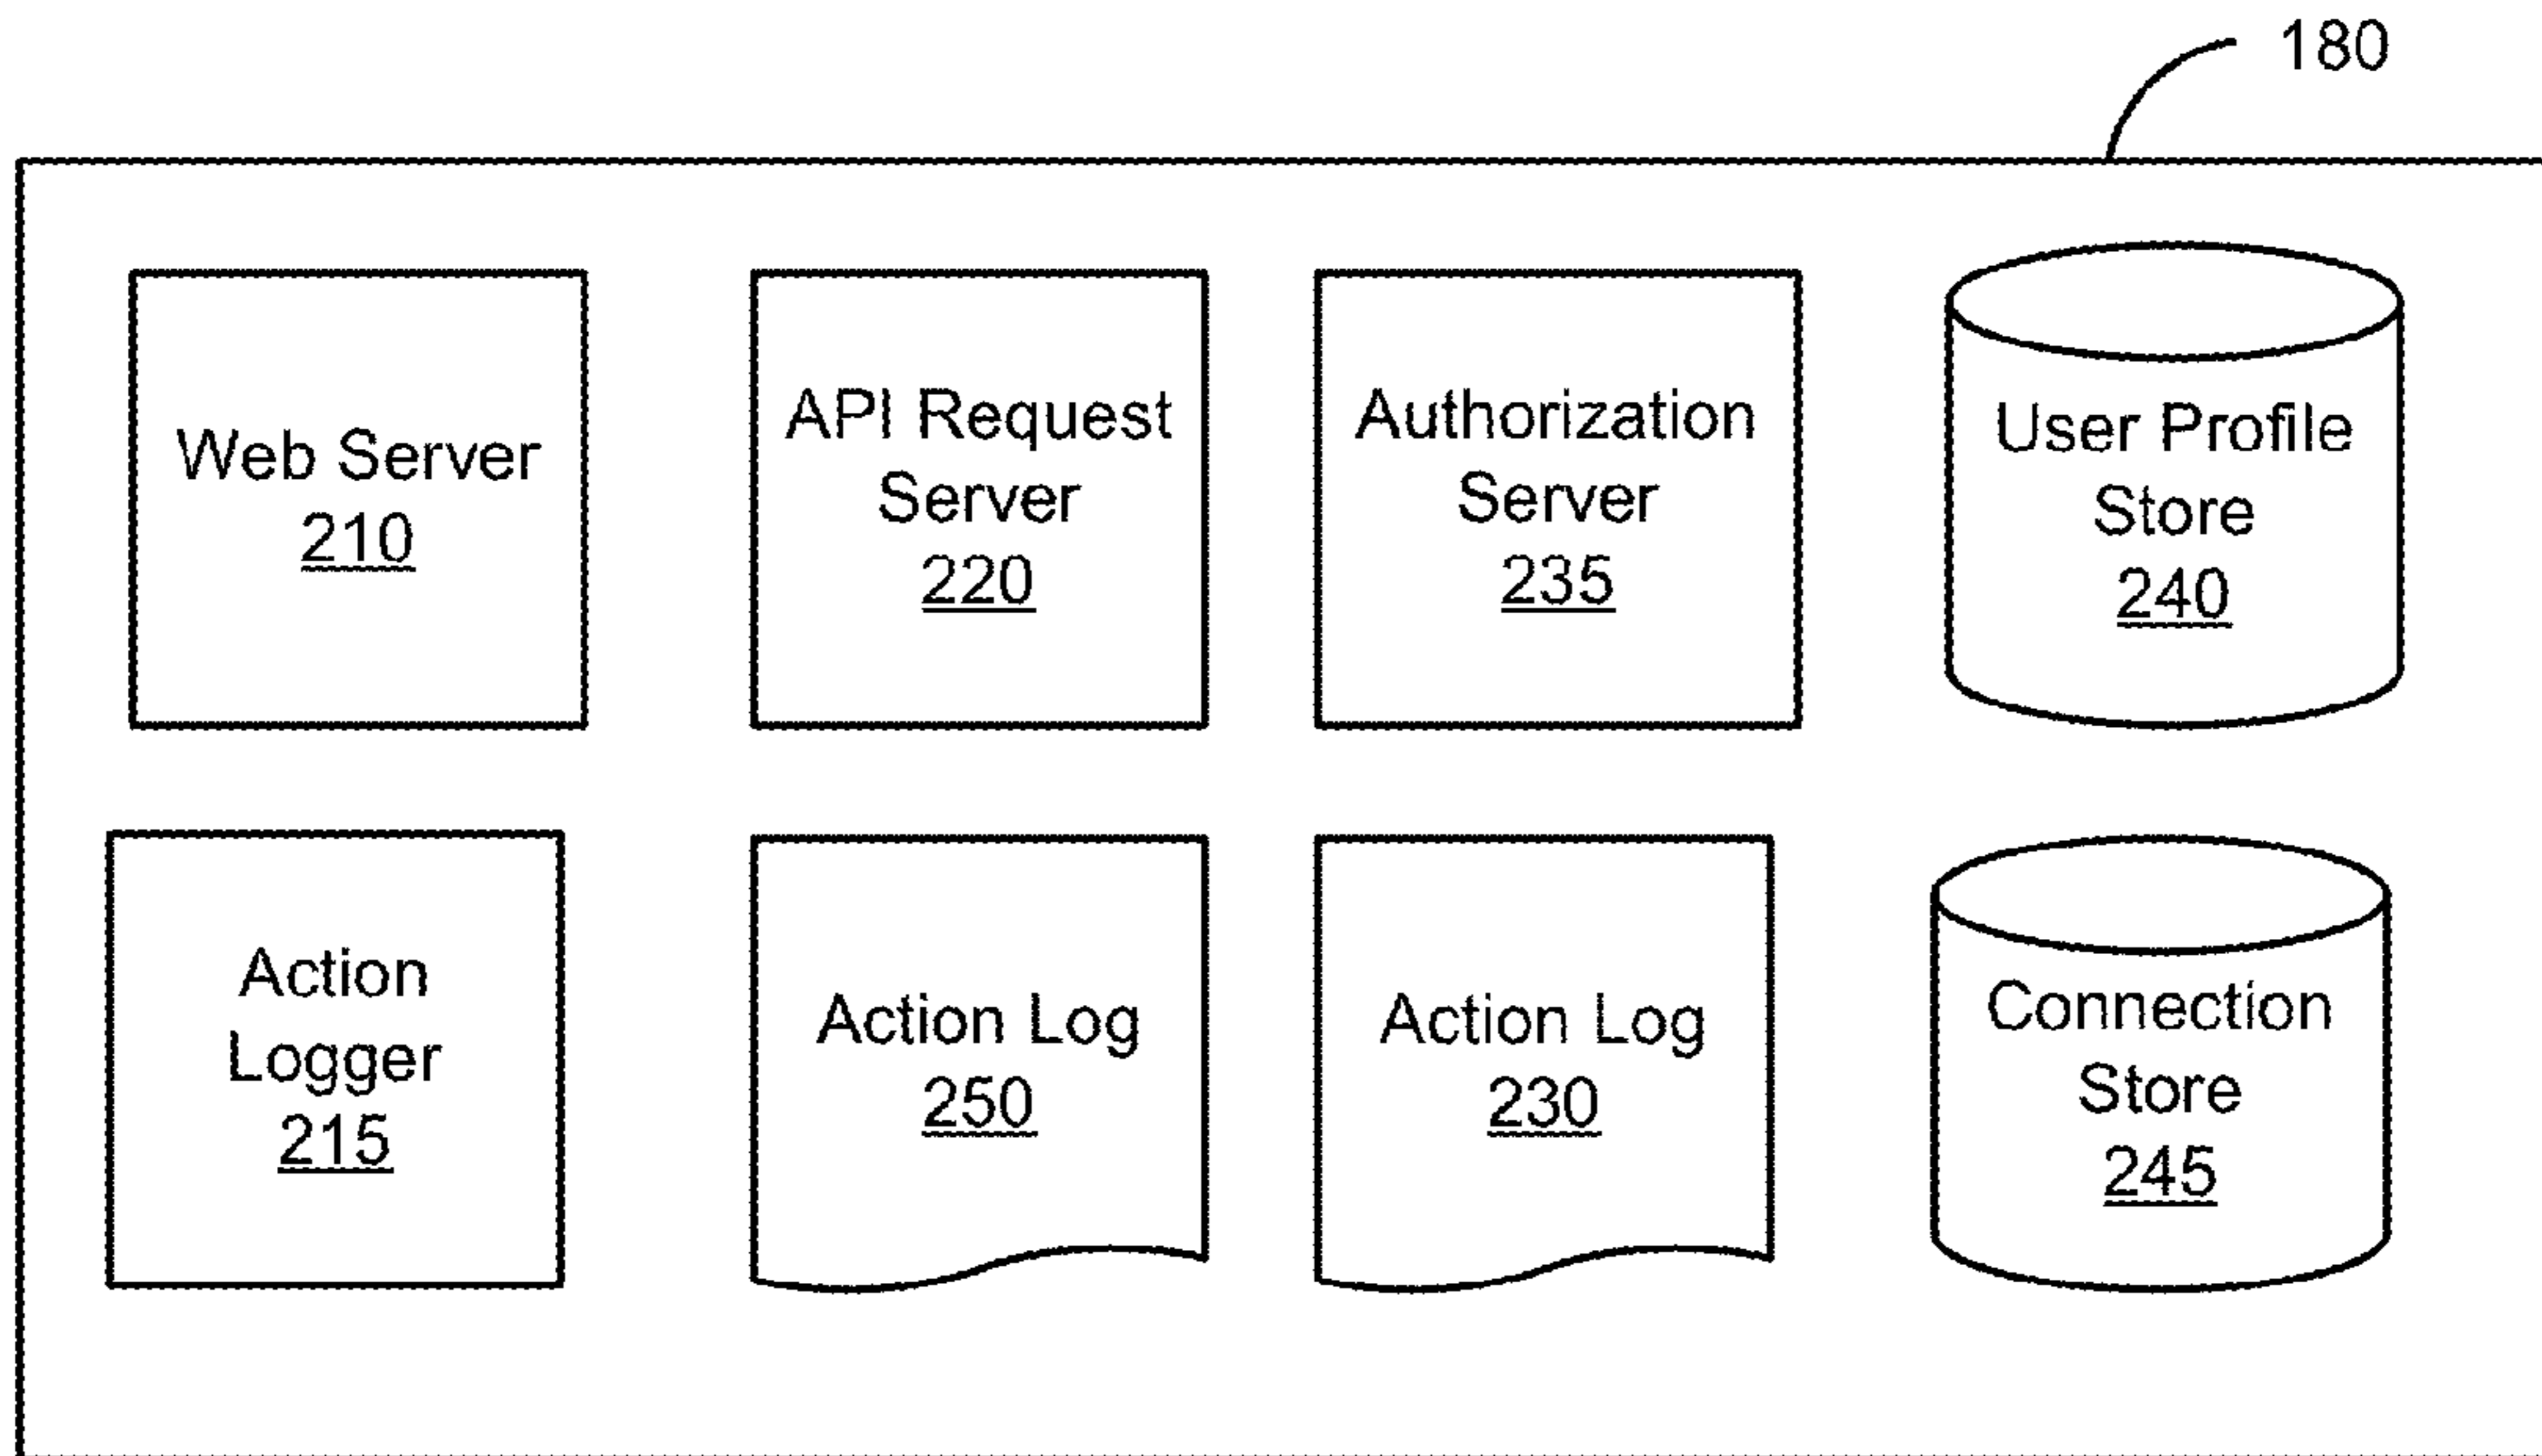 180
Web Server
210
API Request
Server
220
Authorization
Server
235
User Profile
Store
240
Action
Logger
215
Action Log
250
Action Log
230
Connection
Store
245